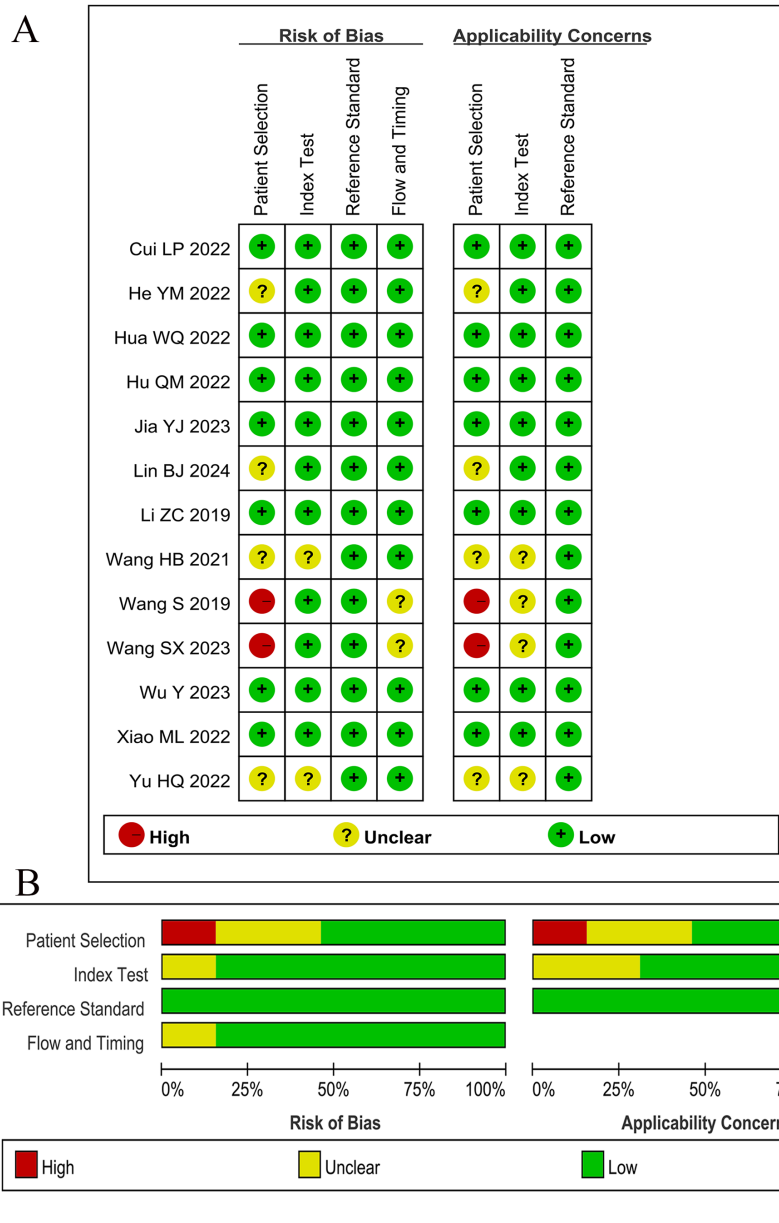 A
Risk of Bias
Applicability Concerns
Patient Selection
Index Test
Reference Standard
Flow and Timing
Patient Selection
Index Test
Reference Standard
Cui LP 2022 + + + + + + +
He YM 2022 ? + + + ? + +
Hua WQ 2022 + + + + + + +
Hu QM 2022 + + + + + + +
Jia YJ 2023 + + + + + + +
Lin BJ 2024 ? + + + ? + +
Li ZC 2019 + + + + + + +
Wang HB 2021 ? ? + + ? ? +
Wang S 2019 - + + ? - ? +
Wang SX 2023 - + + ? - ? +
Wu Y 2023 + + + + + + +
Xiao ML 2022 + + + + + + +
Yu HQ 2022 ? ? + + ? ? +
- High ? Unclear + Low
B
Patient Selection
Index Test
Reference Standard
Flow and Timing
0% 25% 50% 75% 100% 0% 25% 50% 7
Risk of Bias Applicability Concern
High Unclear Low